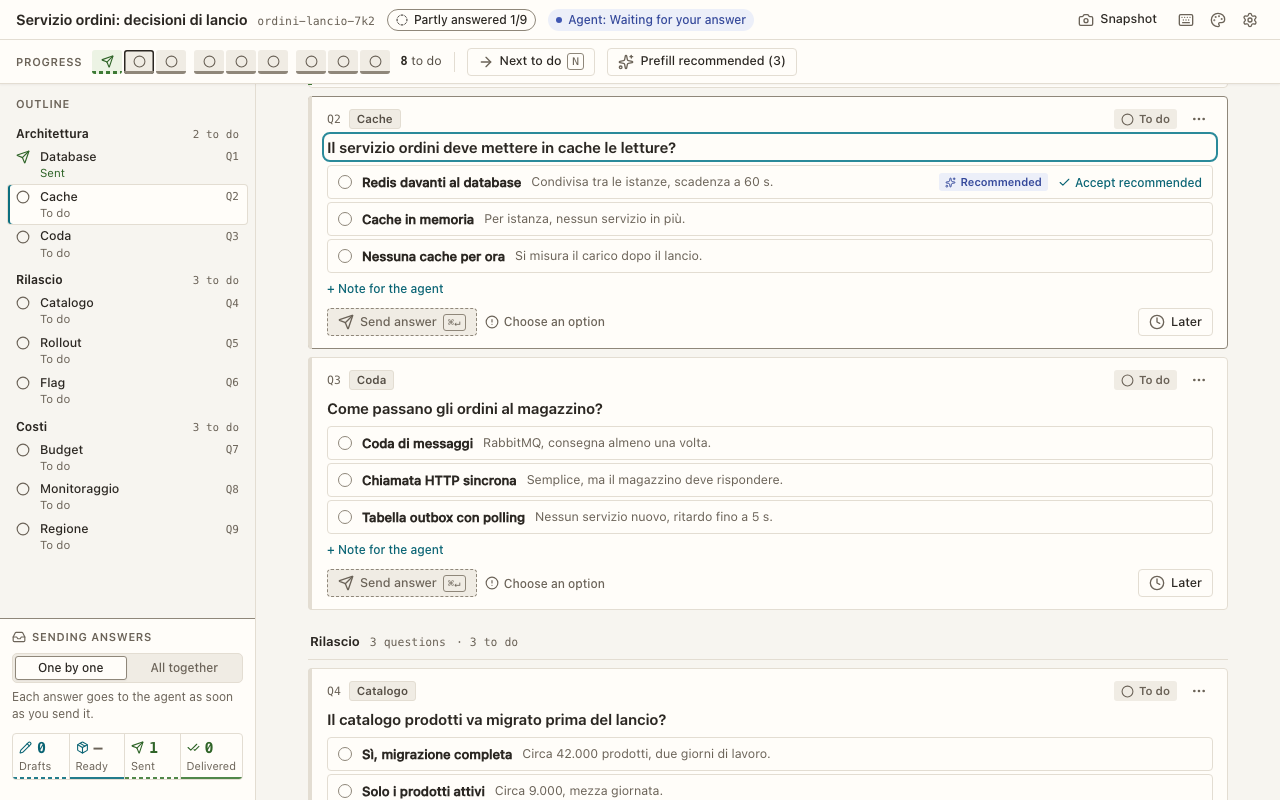 Servizio ordini: decisioni di lancio ordini-lancio-7k2 Partly answered 1/9 Agent: Waiting for your answer Snapshot
PROGRESS 8 to do Next to do N Prefill recommended (3)
OUTLINE
Architettura 2 to do
Database Q1
Sent
Cache Q2
To do
Coda Q3
To do
Rilascio 3 to do
Catalogo Q4
To do
Rollout Q5
To do
Flag Q6
To do
Costi 3 to do
Budget Q7
To do
Monitoraggio Q8
To do
Regione Q9
To do
SENDING ANSWERS
One by one All together
Each answer goes to the agent as soon
as you send it.
0 – 1 0
Drafts Ready Sent Delivered
Q2 Cache To do
Il servizio ordini deve mettere in cache le letture?
Redis davanti al database Condivisa tra le istanze, scadenza a 60 s. Recommended Accept recommended
Cache in memoria Per istanza, nessun servizio in più.
Nessuna cache per ora Si misura il carico dopo il lancio.
+ Note for the agent
Send answer ⌘↵ Choose an option Later
Q3 Coda To do
Come passano gli ordini al magazzino?
Coda di messaggi RabbitMQ, consegna almeno una volta.
Chiamata HTTP sincrona Semplice, ma il magazzino deve rispondere.
Tabella outbox con polling Nessun servizio nuovo, ritardo fino a 5 s.
+ Note for the agent
Send answer ⌘↵ Choose an option Later
Rilascio 3 questions · 3 to do
Q4 Catalogo To do
Il catalogo prodotti va migrato prima del lancio?
Sì, migrazione completa Circa 42.000 prodotti, due giorni di lavoro.
Solo i prodotti attivi Circa 9.000, mezza giornata.